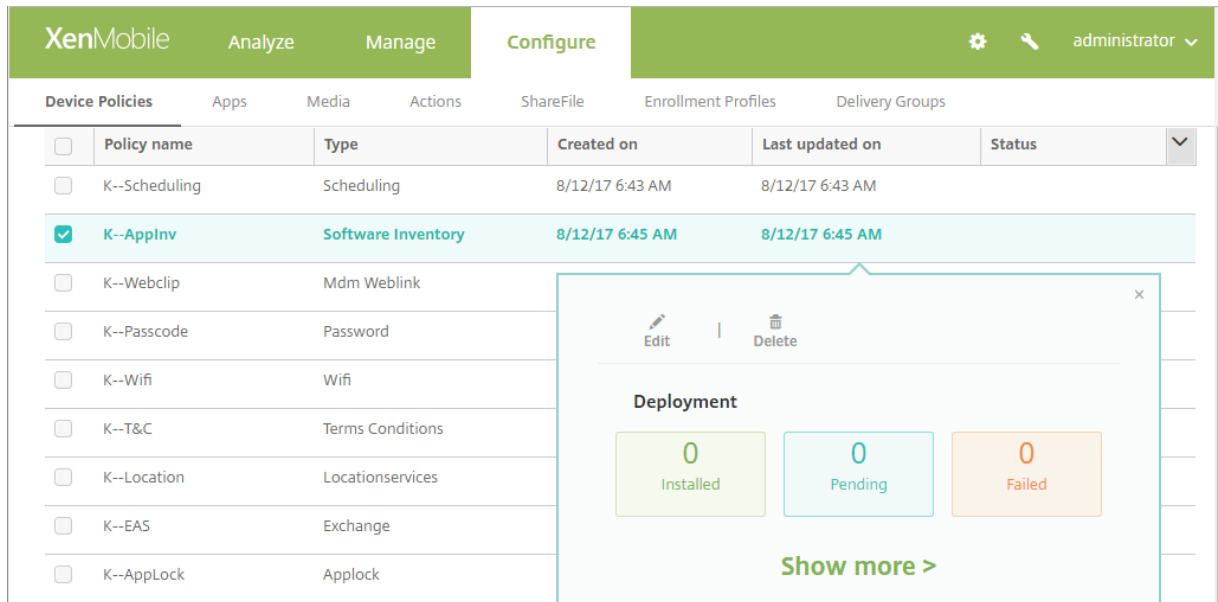 XenMobile Analyze Manage Configure administrator
Device Policies Apps Media Actions ShareFile Enrollment Profiles Delivery Groups
Policy name Type Created on Last updated on Status
K--Scheduling Scheduling 8/12/17 6:43 AM 8/12/17 6:43 AM
K--AppInv Software Inventory 8/12/17 6:45 AM 8/12/17 6:45 AM
K--Webclip Mdm Weblink
K--Passcode Password
K--Wifi Wifi
K--T&C Terms Conditions
K--Location Locationservices
K--EAS Exchange
K--AppLock Applock
×
Edit | Delete
Deployment
0 0 0
Installed Pending Failed
Show more >